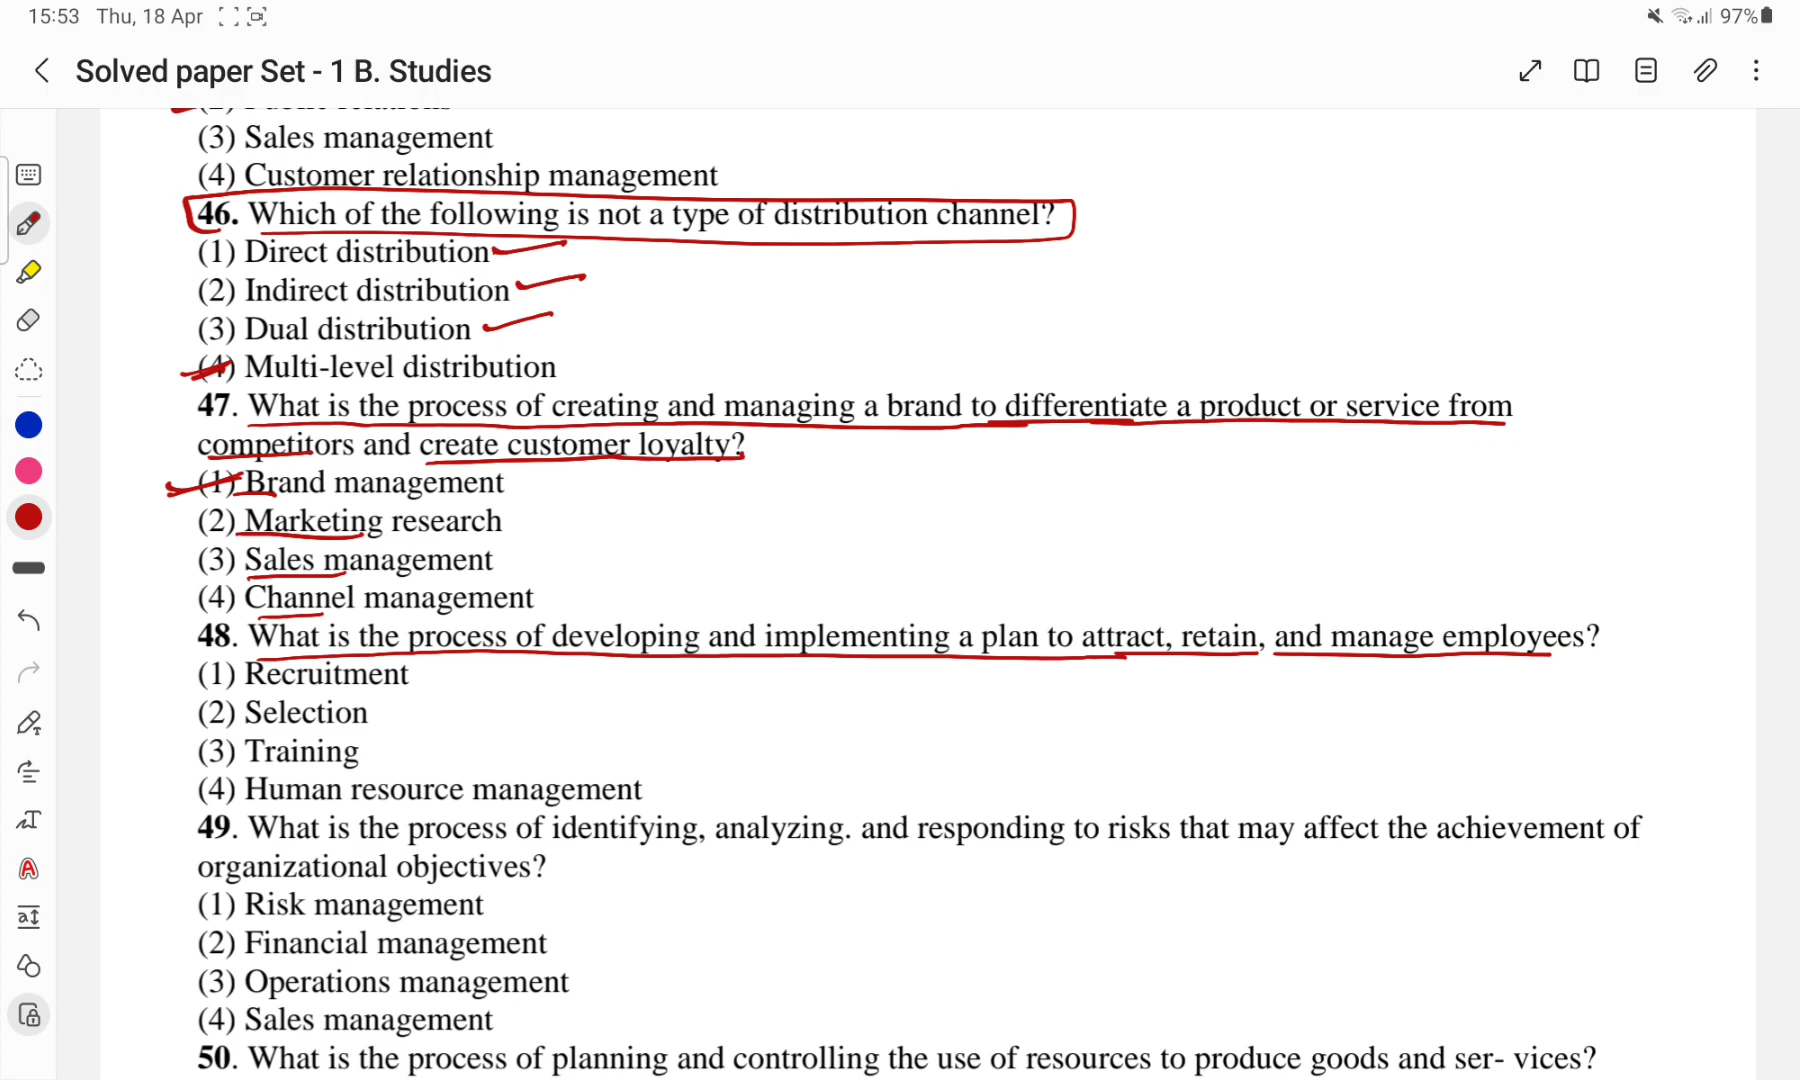 15:53 Thu, 18 Apr 97%
Solved paper Set - 1 B. Studies
(3) Sales management
(4) Customer relationship management
46. Which of the following is not a type of distribution channel?
(1) Direct distribution
(2) Indirect distribution
(3) Dual distribution
(4) Multi-level distribution
47. What is the process of creating and managing a brand to differentiate a product or service from
competitors and create customer loyalty?
(1) Brand management
(2) Marketing research
(3) Sales management
(4) Channel management
48. What is the process of developing and implementing a plan to attract, retain, and manage employees?
(1) Recruitment
(2) Selection
(3) Training
(4) Human resource management
49. What is the process of identifying, analyzing. and responding to risks that may affect the achievement of
organizational objectives?
(1) Risk management
(2) Financial management
(3) Operations management
(4) Sales management
50. What is the process of planning and controlling the use of resources to produce goods and ser- vices?